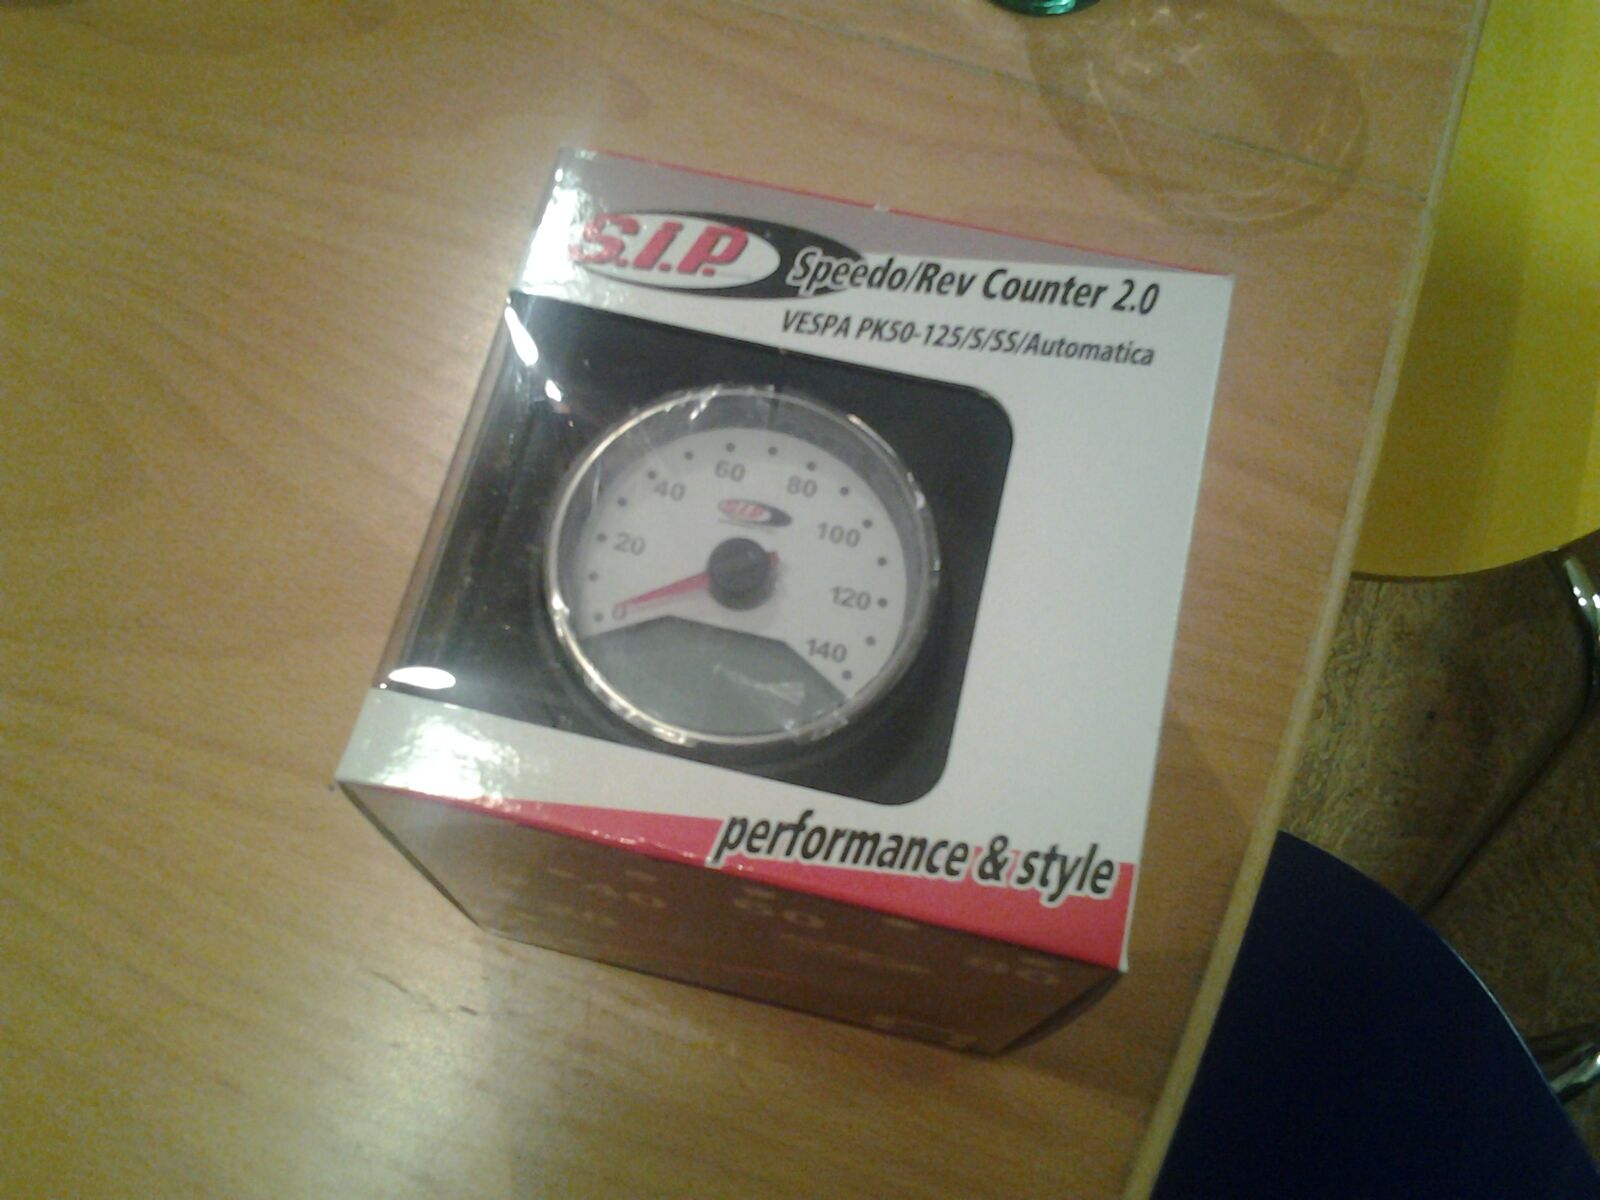 S.I.P.
Speedo/Rev Counter 2.0
VESPA PK50-125/S/SS/Automatica
60
80
40
S.I.P.
100
20
120
0
140
performance & style